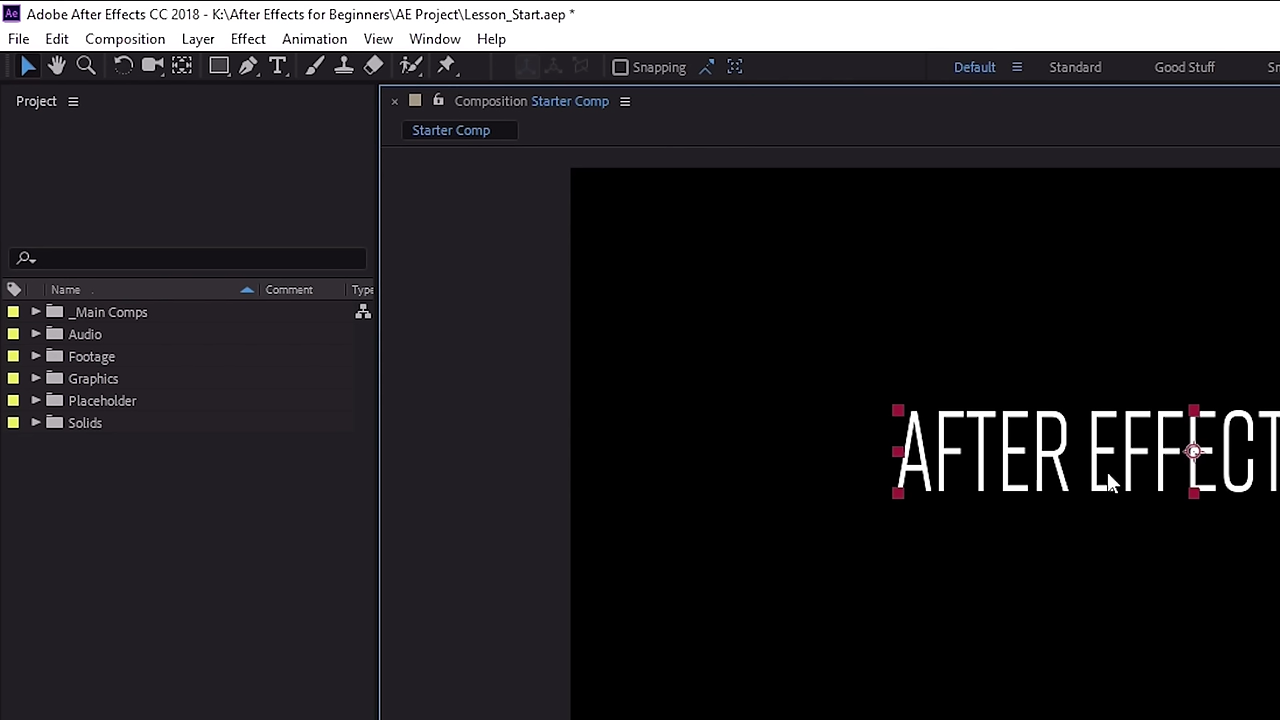 Ae Adobe After Effects CC 2018 - K:\After Effects for Beginners\AE Project\Lesson_Start.aep *
File Edit Composition Layer Effect Animation View Window Help
Snapping Default Standard Good Stuff
Project
Composition Starter Comp
Starter Comp
Name Comment Type
_Main Comps
Audio
Footage
Graphics
Placeholder
Solids
AFTER EFFECT